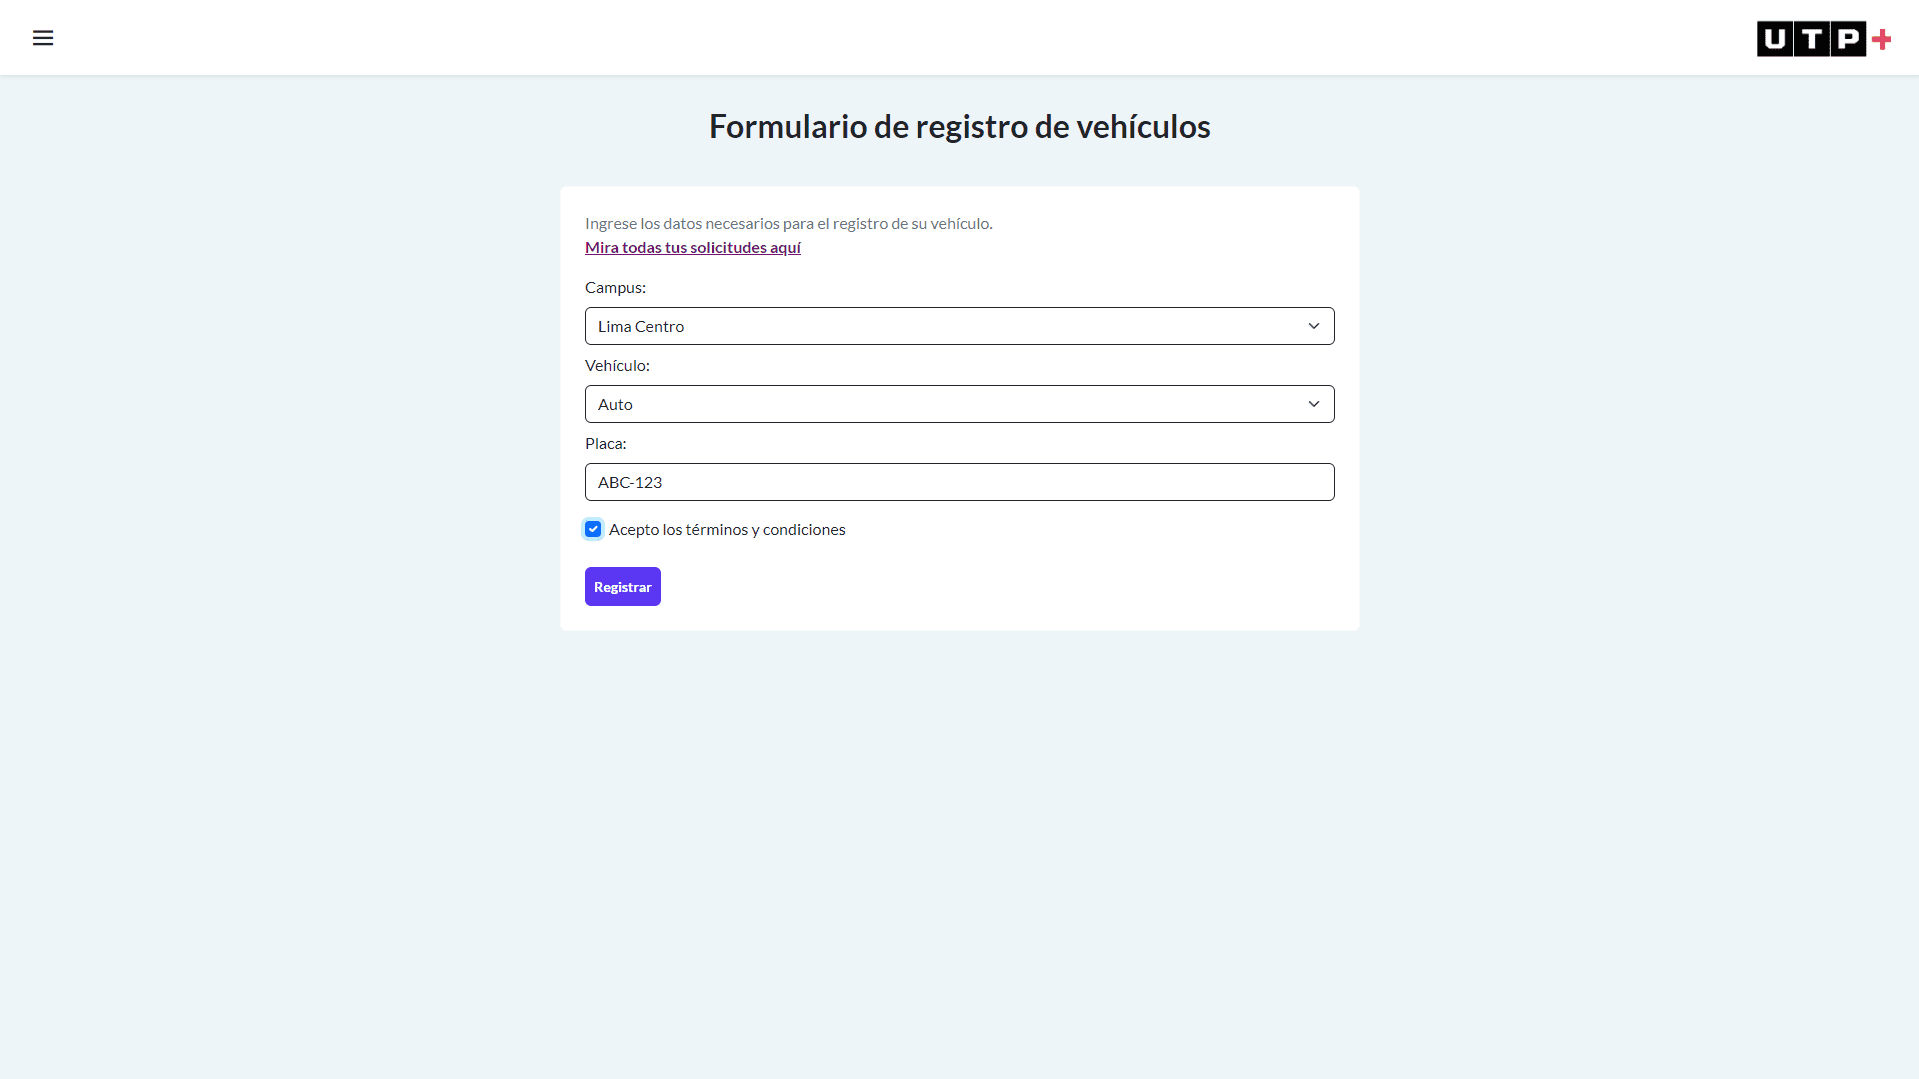 UTP+
Formulario de registro de vehículos
Ingrese los datos necesarios para el registro de su vehículo.
Mira todas tus solicitudes aquí
Campus:
Lima Centro
Vehículo:
Auto
Placa:
ABC-123
Acepto los términos y condiciones
Registrar